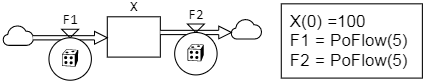 F1
X
F2
X(0) =100
F1 = PoFlow(5)
F2 = PoFlow(5)